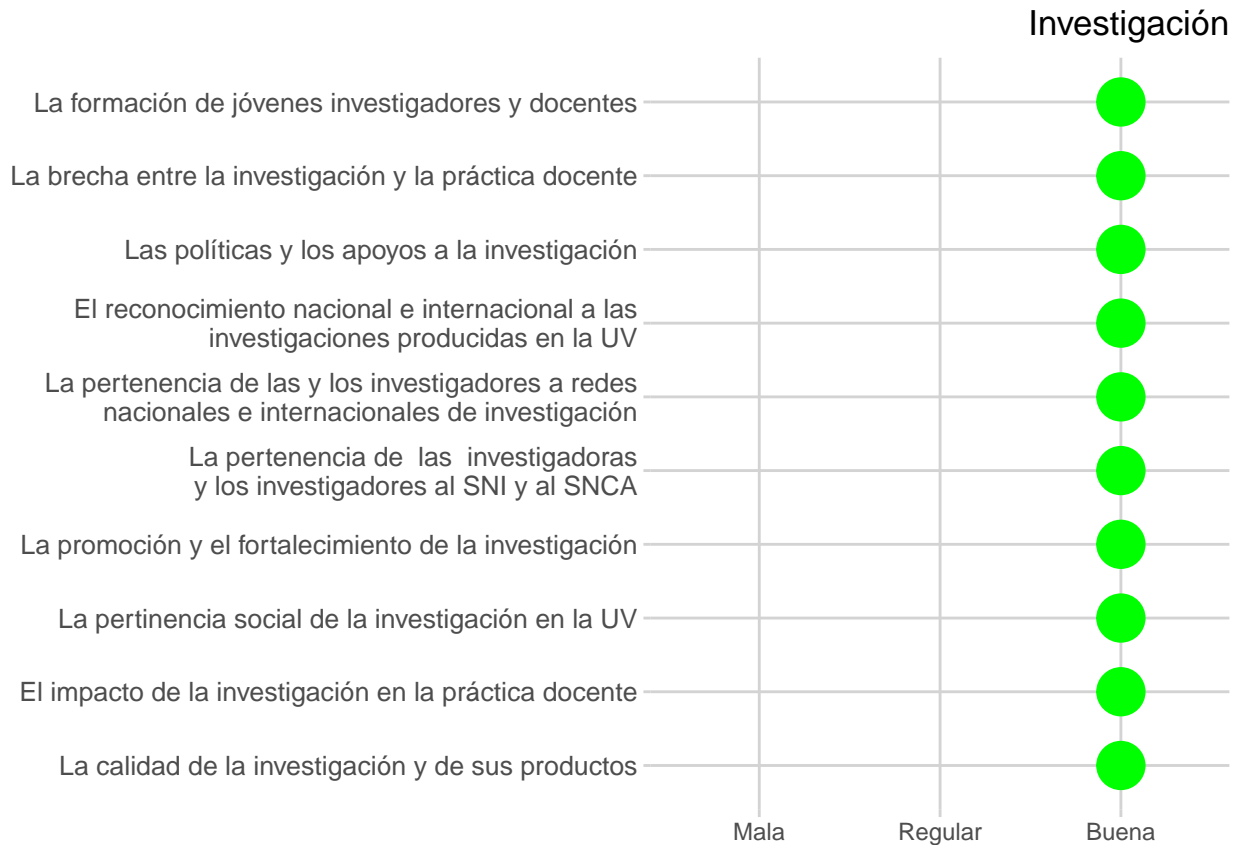 Investigación
La formación de jóvenes investigadores y docentes
La brecha entre la investigación y la práctica docente
Las políticas y los apoyos a la investigación
El reconocimiento nacional e internacional a las
investigaciones producidas en la UV
La pertenencia de las y los investigadores a redes
nacionales e internacionales de investigación
La pertenencia de  las  investigadoras
y los investigadores al SNI y al SNCA
La promoción y el fortalecimiento de la investigación
La pertinencia social de la investigación en la UV
El impacto de la investigación en la práctica docente
La calidad de la investigación y de sus productos
Mala Regular Buena